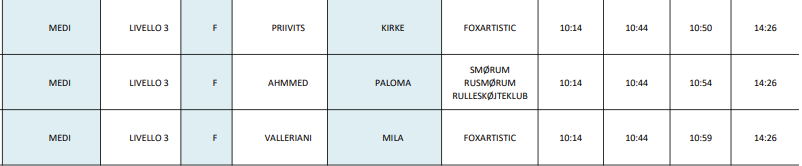 MEDI LIVELLO 3 F PRIIVITS KIRKE FOXARTISTIC 10:14 10:44 10:50 14:26
MEDI LIVELLO 3 F AHMMED PALOMA SMØRUM RUSMØRUM RULLESKØJTEKLUB 10:14 10:44 10:54 14:26
MEDI LIVELLO 3 F VALLERIANI MILA FOXARTISTIC 10:14 10:44 10:59 14:26